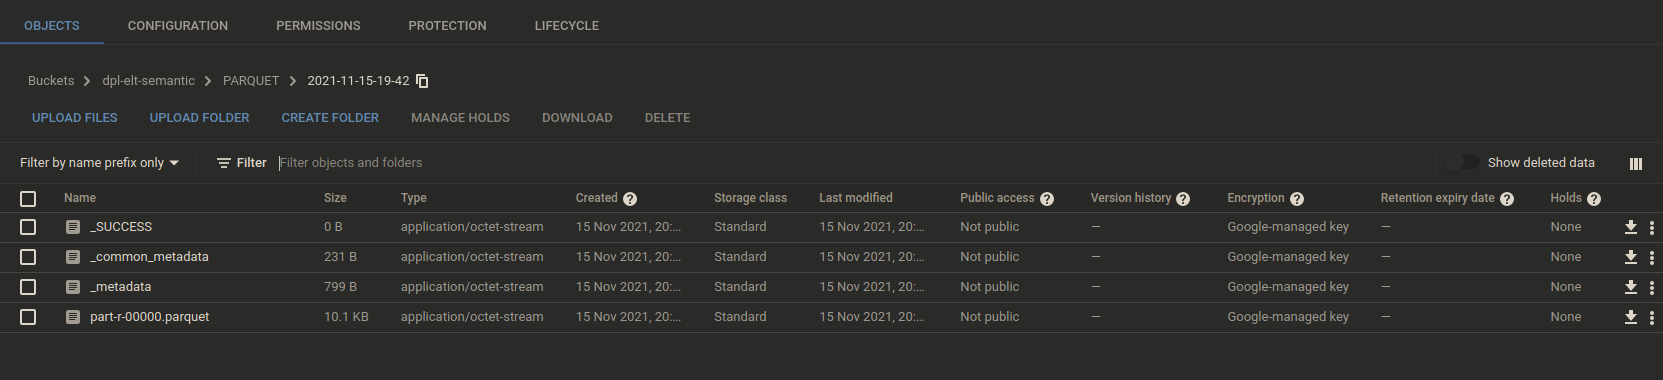 OBJECTS CONFIGURATION PERMISSIONS PROTECTION LIFECYCLE
Buckets dpl-elt-semantic PARQUET 2021-11-15-19-42
UPLOAD FILES UPLOAD FOLDER CREATE FOLDER MANAGE HOLDS DOWNLOAD DELETE
Filter by name prefix only Filter Filter objects and folders Show deleted data
Name Size Type Created Storage class Last modified Public access Version history Encryption Retention expiry date Holds
_SUCCESS 0 B application/octet-stream 15 Nov 2021, 20:... Standard 15 Nov 2021, 20:... Not public — Google-managed key — None
_common_metadata 231 B application/octet-stream 15 Nov 2021, 20:... Standard 15 Nov 2021, 20:... Not public — Google-managed key — None
_metadata 799 B application/octet-stream 15 Nov 2021, 20:... Standard 15 Nov 2021, 20:... Not public — Google-managed key — None
part-r-00000.parquet 10.1 KB application/octet-stream 15 Nov 2021, 20:... Standard 15 Nov 2021, 20:... Not public — Google-managed key — None